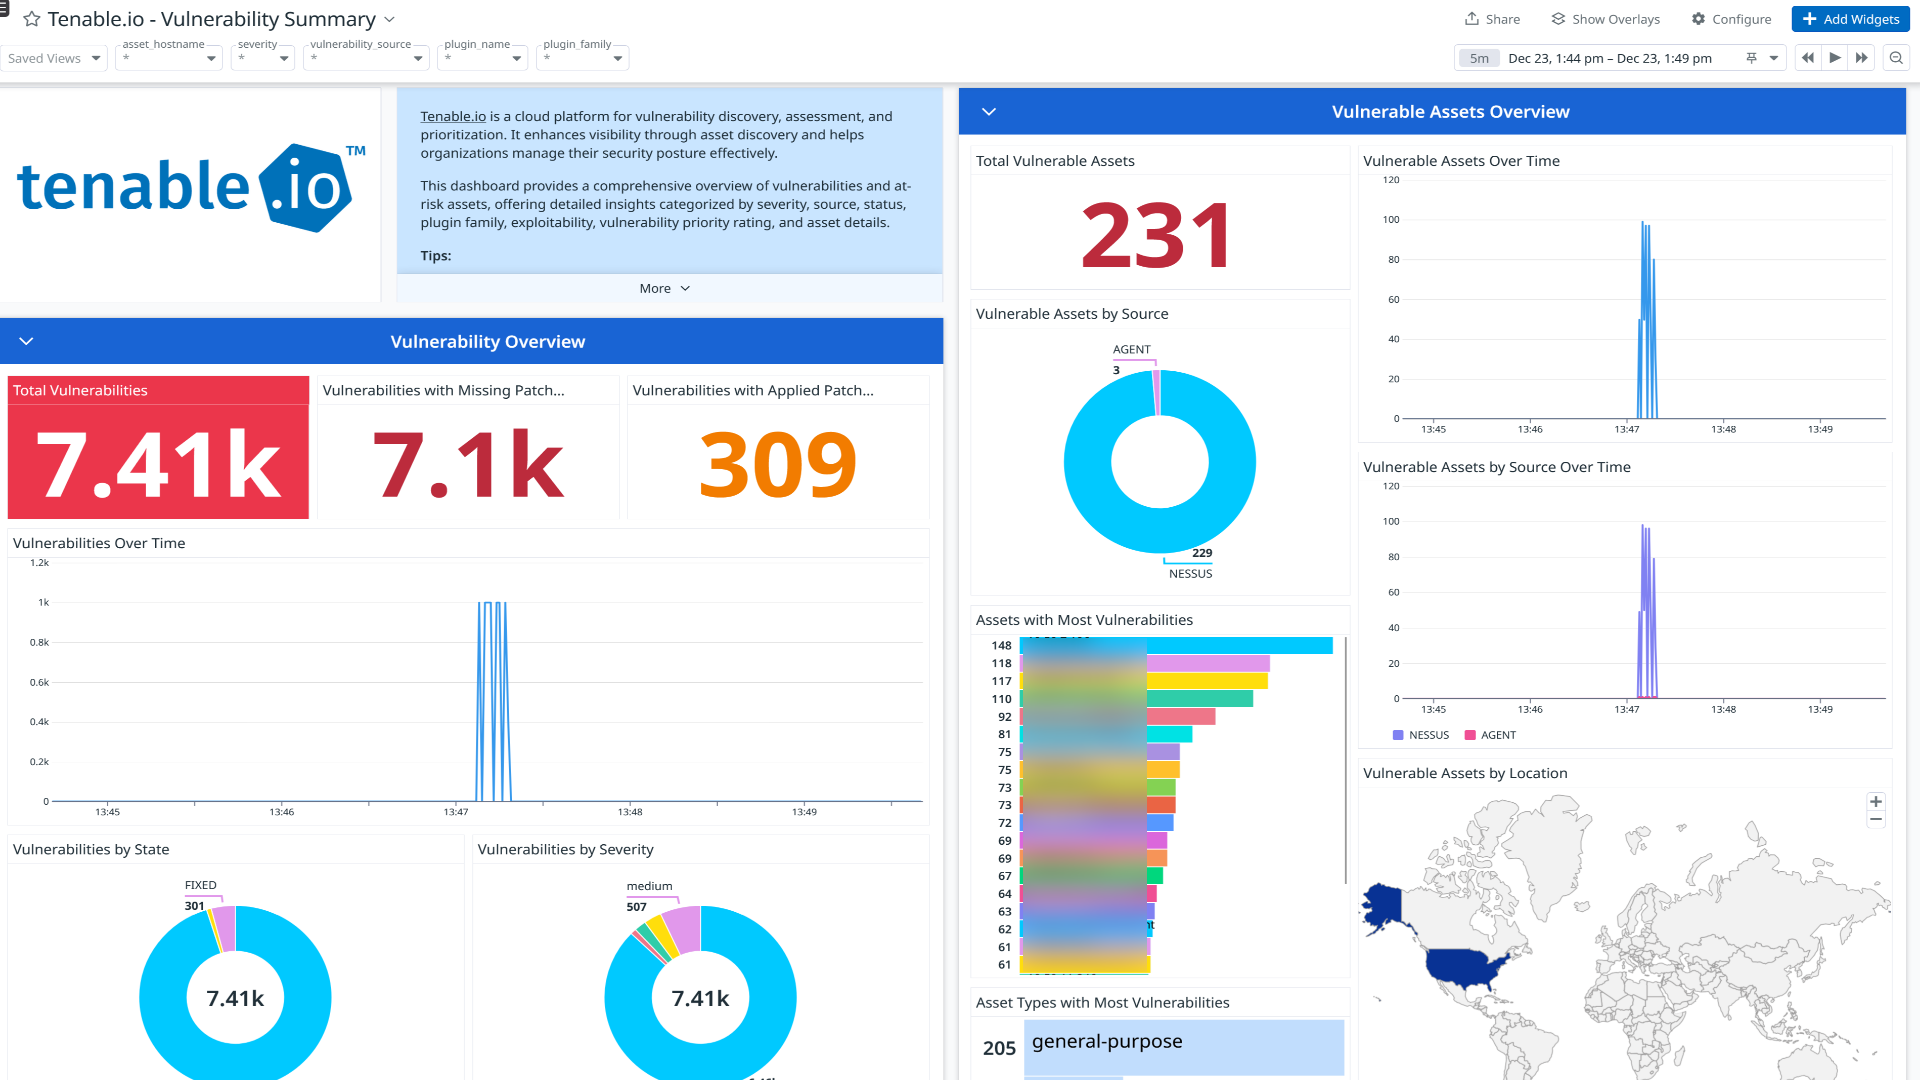 Tenable.io - Vulnerability Summary
Share
Show Overlays
Configure
Add Widgets
Saved Views
asset_hostname
*
severity
*
vulnerability_source
*
plugin_name
*
plugin_family
*
5m
Dec 23, 1:44 pm – Dec 23, 1:49 pm
tenable.io TM
Tenable.io is a cloud platform for vulnerability discovery, assessment, and
prioritization. It enhances visibility through asset discovery and helps
organizations manage their security posture effectively.
This dashboard provides a comprehensive overview of vulnerabilities and at-
risk assets, offering detailed insights categorized by severity, source, status,
plugin family, exploitability, vulnerability priority rating, and asset details.
Tips:
More
Vulnerability Overview
Total Vulnerabilities
7.41k
Vulnerabilities with Missing Patch...
7.1k
Vulnerabilities with Applied Patch...
309
Vulnerabilities Over Time
1.2k
1k
0.8k
0.6k
0.4k
0.2k
0
13:45 13:46 13:47 13:48 13:49
Vulnerabilities by State
FIXED
301
7.41k
Vulnerabilities by Severity
medium
507
7.41k
Vulnerable Assets Overview
Total Vulnerable Assets
231
Vulnerable Assets by Source
AGENT
3
229
NESSUS
Assets with Most Vulnerabilities
148
118
117
110
92
81
75
75
73
73
72
69
69
67
64
63
62
61
61
Asset Types with Most Vulnerabilities
205 general-purpose
Vulnerable Assets Over Time
120
100
80
60
40
20
0
13:45 13:46 13:47 13:48 13:49
Vulnerable Assets by Source Over Time
120
100
80
60
40
20
0
13:45 13:46 13:47 13:48 13:49
NESSUS AGENT
Vulnerable Assets by Location
+
−